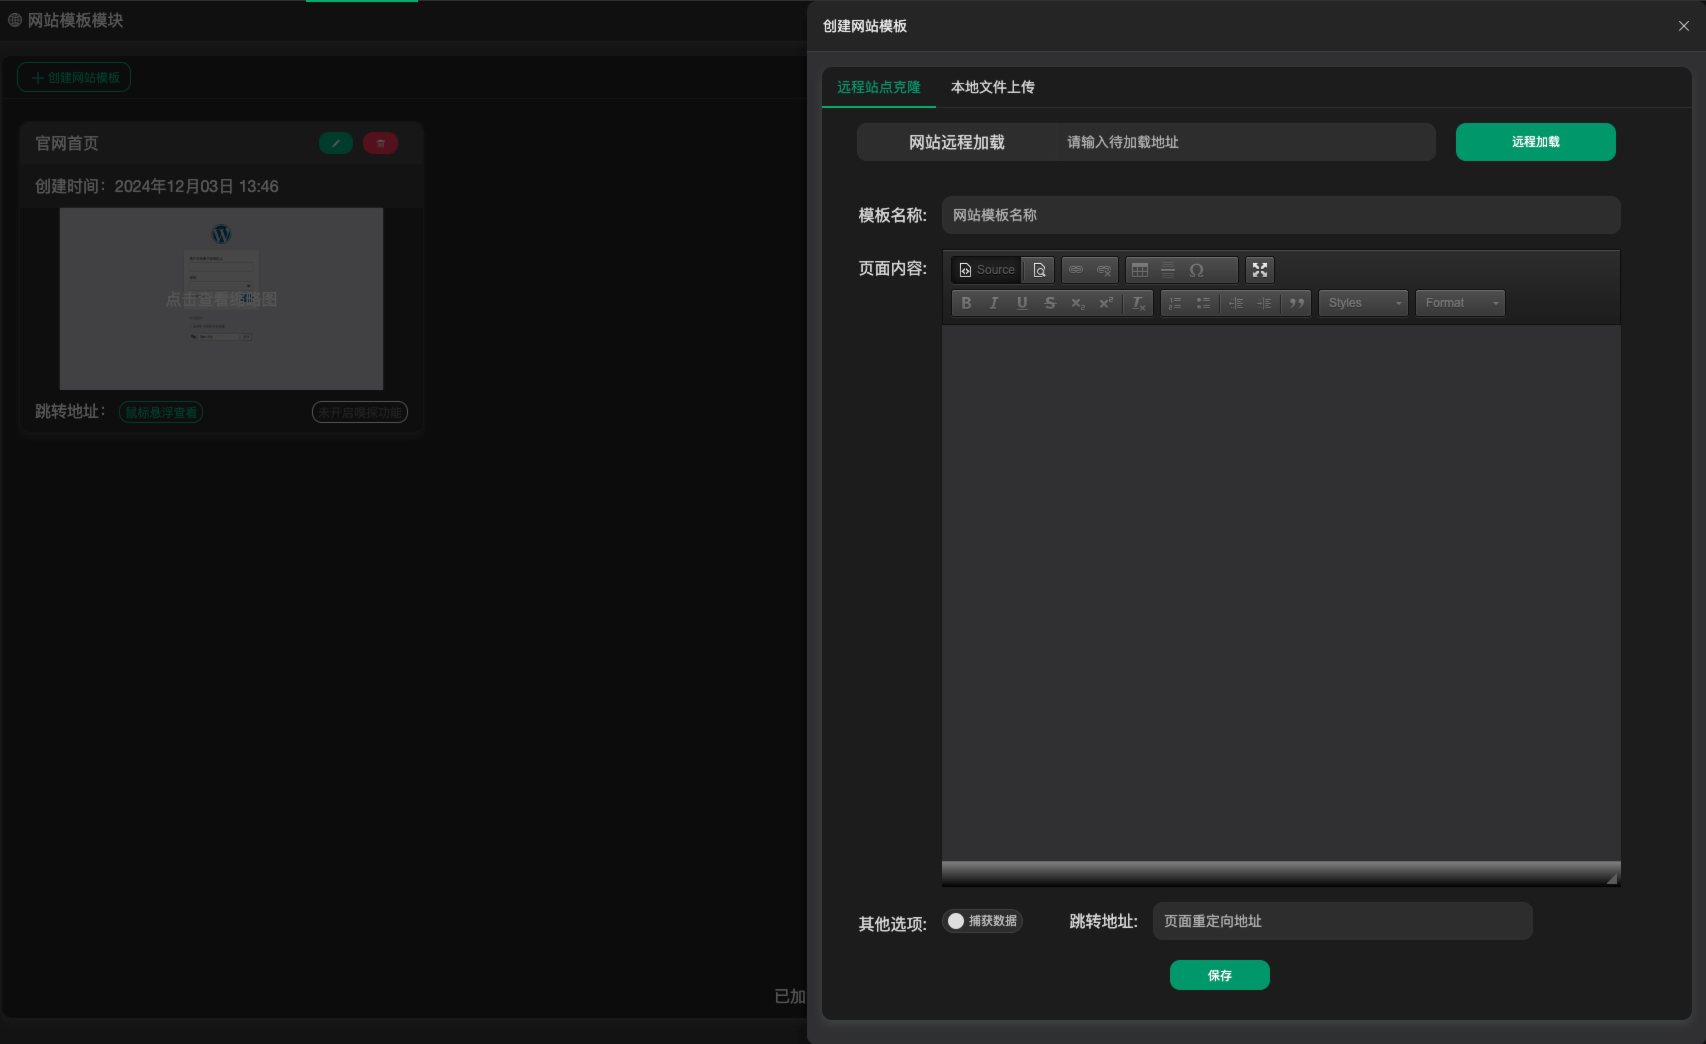 网站模板模块
创建网站模板
官网首页
创建时间：2024年12月03日 13:46
点击查看缩略图
跳转地址：
鼠标悬浮查看
未开启嗅探功能
已加
创建网站模板
远程站点克隆
本地文件上传
网站远程加载
请输入待加载地址
远程加载
模板名称:
网站模板名称
页面内容:
Source
Styles
Format
其他选项:
捕获数据
跳转地址:
页面重定向地址
保存